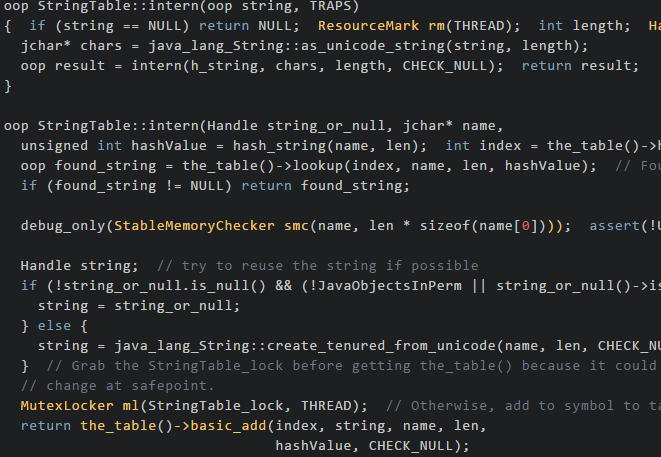 oop StringTable::intern(oop string, TRAPS)
{  if (string == NULL) return NULL;  ResourceMark rm(THREAD);  int length;
  jchar* chars = java_lang_String::as_unicode_string(string, length);
  oop result = intern(h_string, chars, length, CHECK_NULL);  return result;
}
oop StringTable::intern(Handle string_or_null, jchar* name,
  unsigned int hashValue = hash_string(name, len);  int index = the_table()->
  oop found_string = the_table()->lookup(index, name, len, hashValue);  //
  if (found_string != NULL) return found_string;
  debug_only(StableMemoryChecker smc(name, len * sizeof(name[0])));  assert(!
  Handle string;  // try to reuse the string if possible
  if (!string_or_null.is_null() && (!JavaObjectsInPerm || string_or_null()->is
    string = string_or_null;
  } else {
    string = java_lang_String::create_tenured_from_unicode(name, len,
  }  // Grab the StringTable_lock before getting the_table() because it could
  // change at safepoint.
  MutexLocker ml(StringTable_lock, THREAD);  // Otherwise, add to symbol to
  return the_table()->basic_add(index, string, name, len,
                                hashValue, CHECK_NULL);